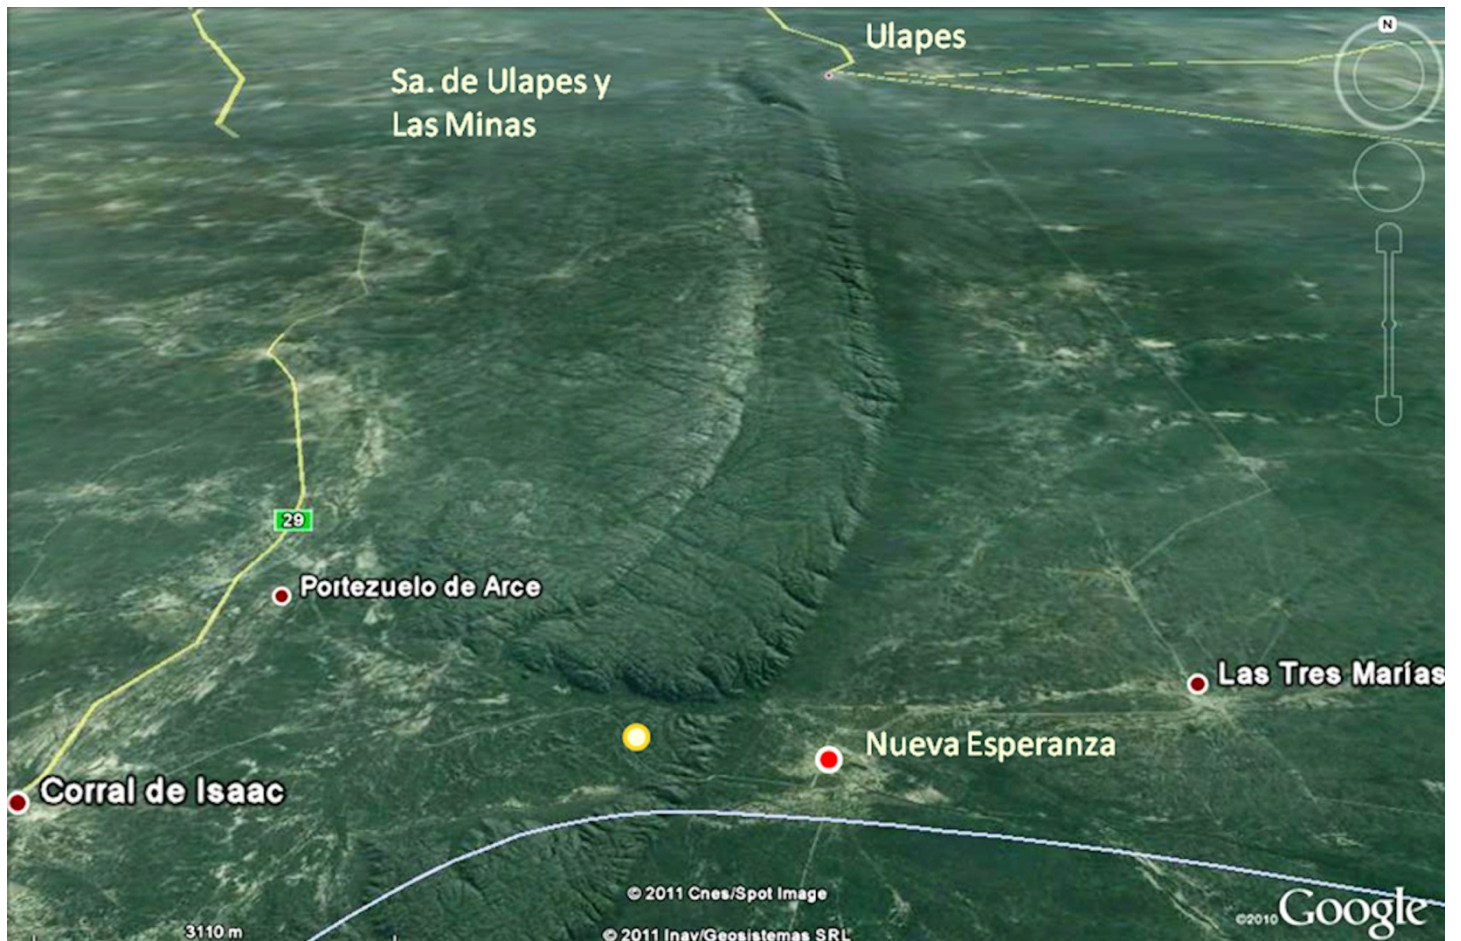 Ulapes
N
Sa. de Ulapes y
Las Minas
29
Portezuelo de Arce
Las Tres Marías
Nueva Esperanza
Corral de Isaac
© 2011 Cnes/Spot Image
©2010 Google
3110 m
© 2011 Inav/Geosistemas SRL